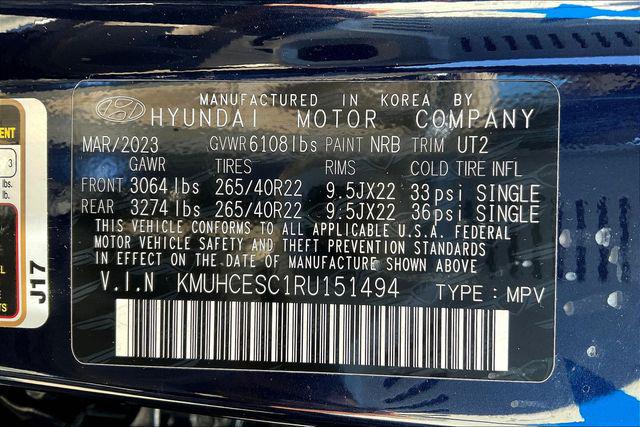 MANUFACTURED IN KOREA BY
HYUNDAI MOTOR COMPANY
MAR/2023 GVWR 6108lbs PAINT NRB TRIM UT2
GAWR TIRES RIMS COLD TIRE INFL
FRONT 3064lbs 265/40R22 9.5JX22 33psi SINGLE
REAR 3274lbs 265/40R22 9.5JX22 36psi SINGLE
THIS VEHICLE CONFORMS TO ALL APPLICABLE U.S.A. FEDERAL
MOTOR VEHICLE SAFETY AND THEFT PREVENTION STANDARDS
IN EFFECT ON THE DATE OF MANUFACTURE SHOWN ABOVE
V.I.N KMUHCESC1RU151494 TYPE : MPV
3
lbs.
lbs.
J17